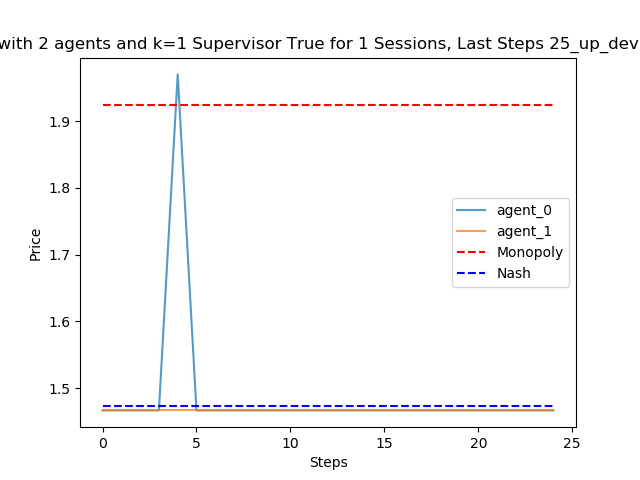 with 2 agents and k=1 Supervisor True for 1 Sessions, Last Steps 25_up_dev
Price
1.9
1.8
1.7
1.6
1.5
agent_0
agent_1
Monopoly
Nash
0 5 10 15 20 25
Steps